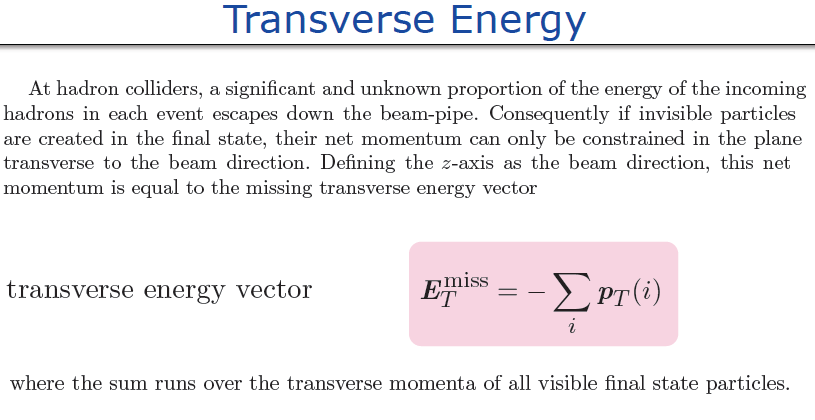 Transverse Energy
At hadron colliders, a significant and unknown proportion of the energy of the incoming
hadrons in each event escapes down the beam-pipe. Consequently if invisible particles
are created in the final state, their net momentum can only be constrained in the plane
transverse to the beam direction. Defining the z-axis as the beam direction, this net
momentum is equal to the missing transverse energy vector
transverse energy vector E_T^miss = − ∑_i p_T(i)
where the sum runs over the transverse momenta of all visible final state particles.